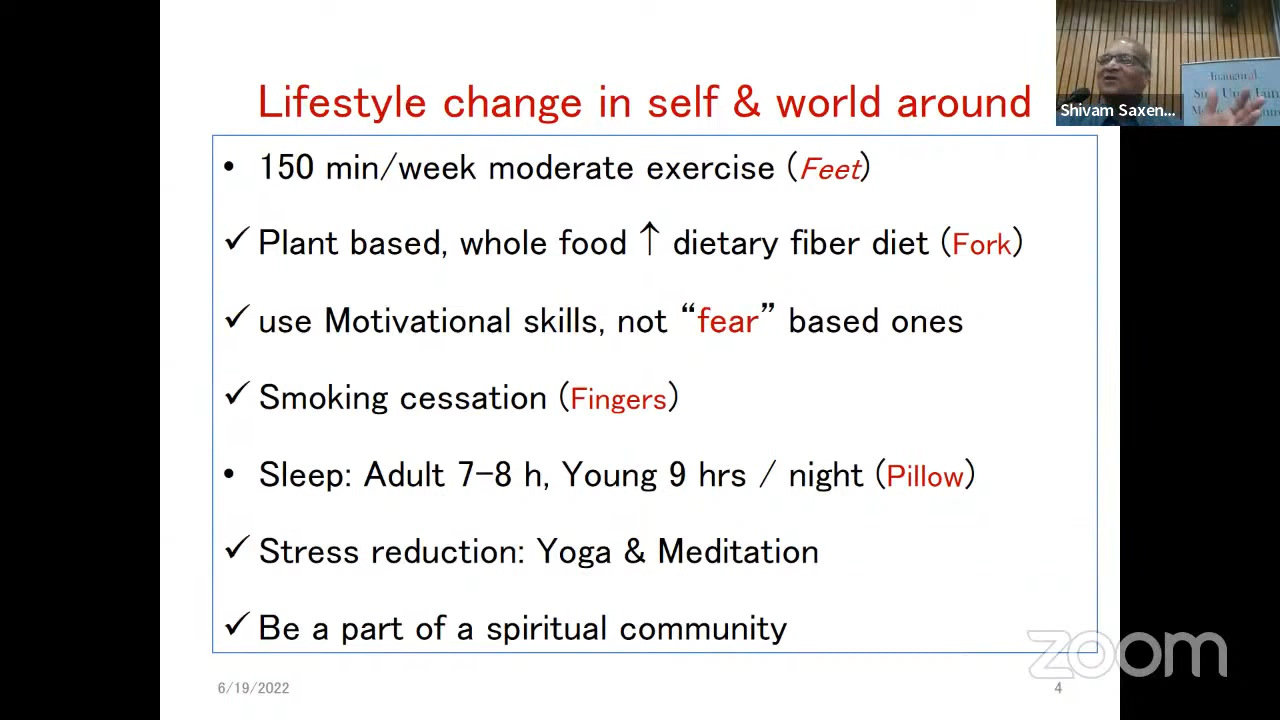 Lifestyle change in self & world around
• 150 min/week moderate exercise (Feet)
✓ Plant based, whole food ↑ dietary fiber diet (Fork)
✓ use Motivational skills, not “fear” based ones
✓ Smoking cessation (Fingers)
• Sleep: Adult 7-8 h, Young 9 hrs / night (Pillow)
✓ Stress reduction: Yoga & Meditation
✓ Be a part of a spiritual community
6/19/2022
4
zoom
Shivam Saxen...
Inaugural